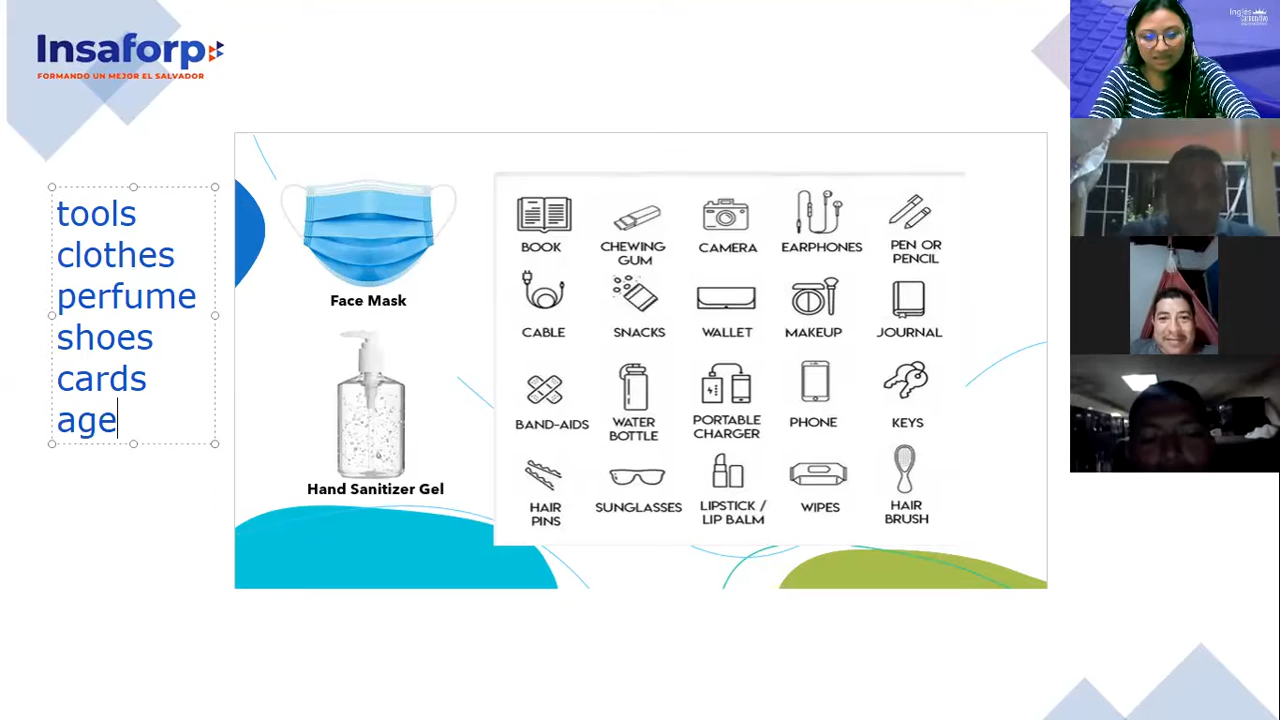 Insaforp
FORMANDO UN MEJOR EL SALVADOR
tools
clothes
perfume
shoes
cards
age
Face Mask
Hand Sanitizer Gel
BOOK
CHEWING
GUM
CAMERA
EARPHONES
PEN OR
PENCIL
CABLE
SNACKS
WALLET
MAKEUP
JOURNAL
BAND-AIDS
WATER
BOTTLE
PORTABLE
CHARGER
PHONE
KEYS
HAIR
PINS
SUNGLASSES
LIPSTICK /
LIP BALM
WIPES
HAIR
BRUSH